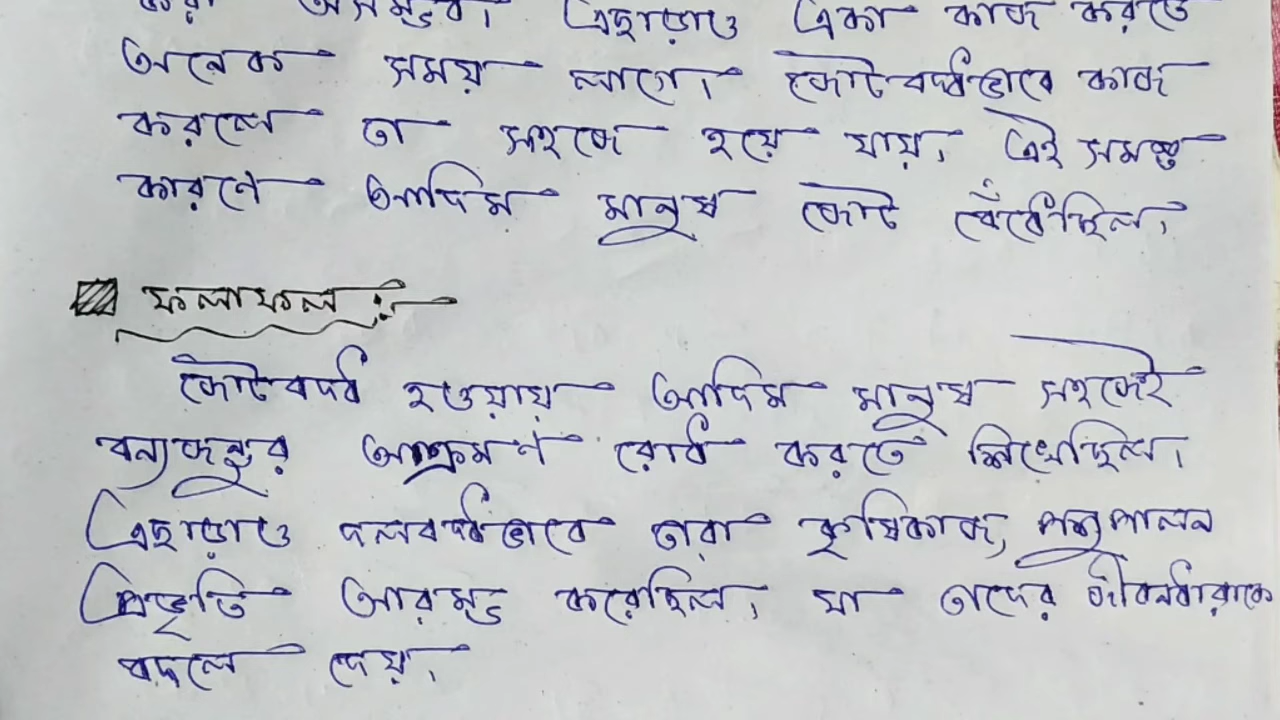 করা অসম্ভব। এছাড়াও একা কাজ করতে
অনেক সময় লাগে। জোটবদ্ধভাবে কাজ
করলে তা সহজে হয়ে যায়। এই সমস্ত
কারণে আদিম মানুষ জোট বেঁধেছিল।
ফলাফল :-
জোটবদ্ধ হওয়ায় আদিম মানুষ সহজেই
বন্যজন্তুর আক্রমণ রোধ করতে শিখেছিল।
এছাড়াও দলবদ্ধভাবে তারা কৃষিকাজ, পশুপালন
প্রভৃতি আরম্ভ করেছিল, যা তাদের জীবনধারাকে
বদলে দেয়।